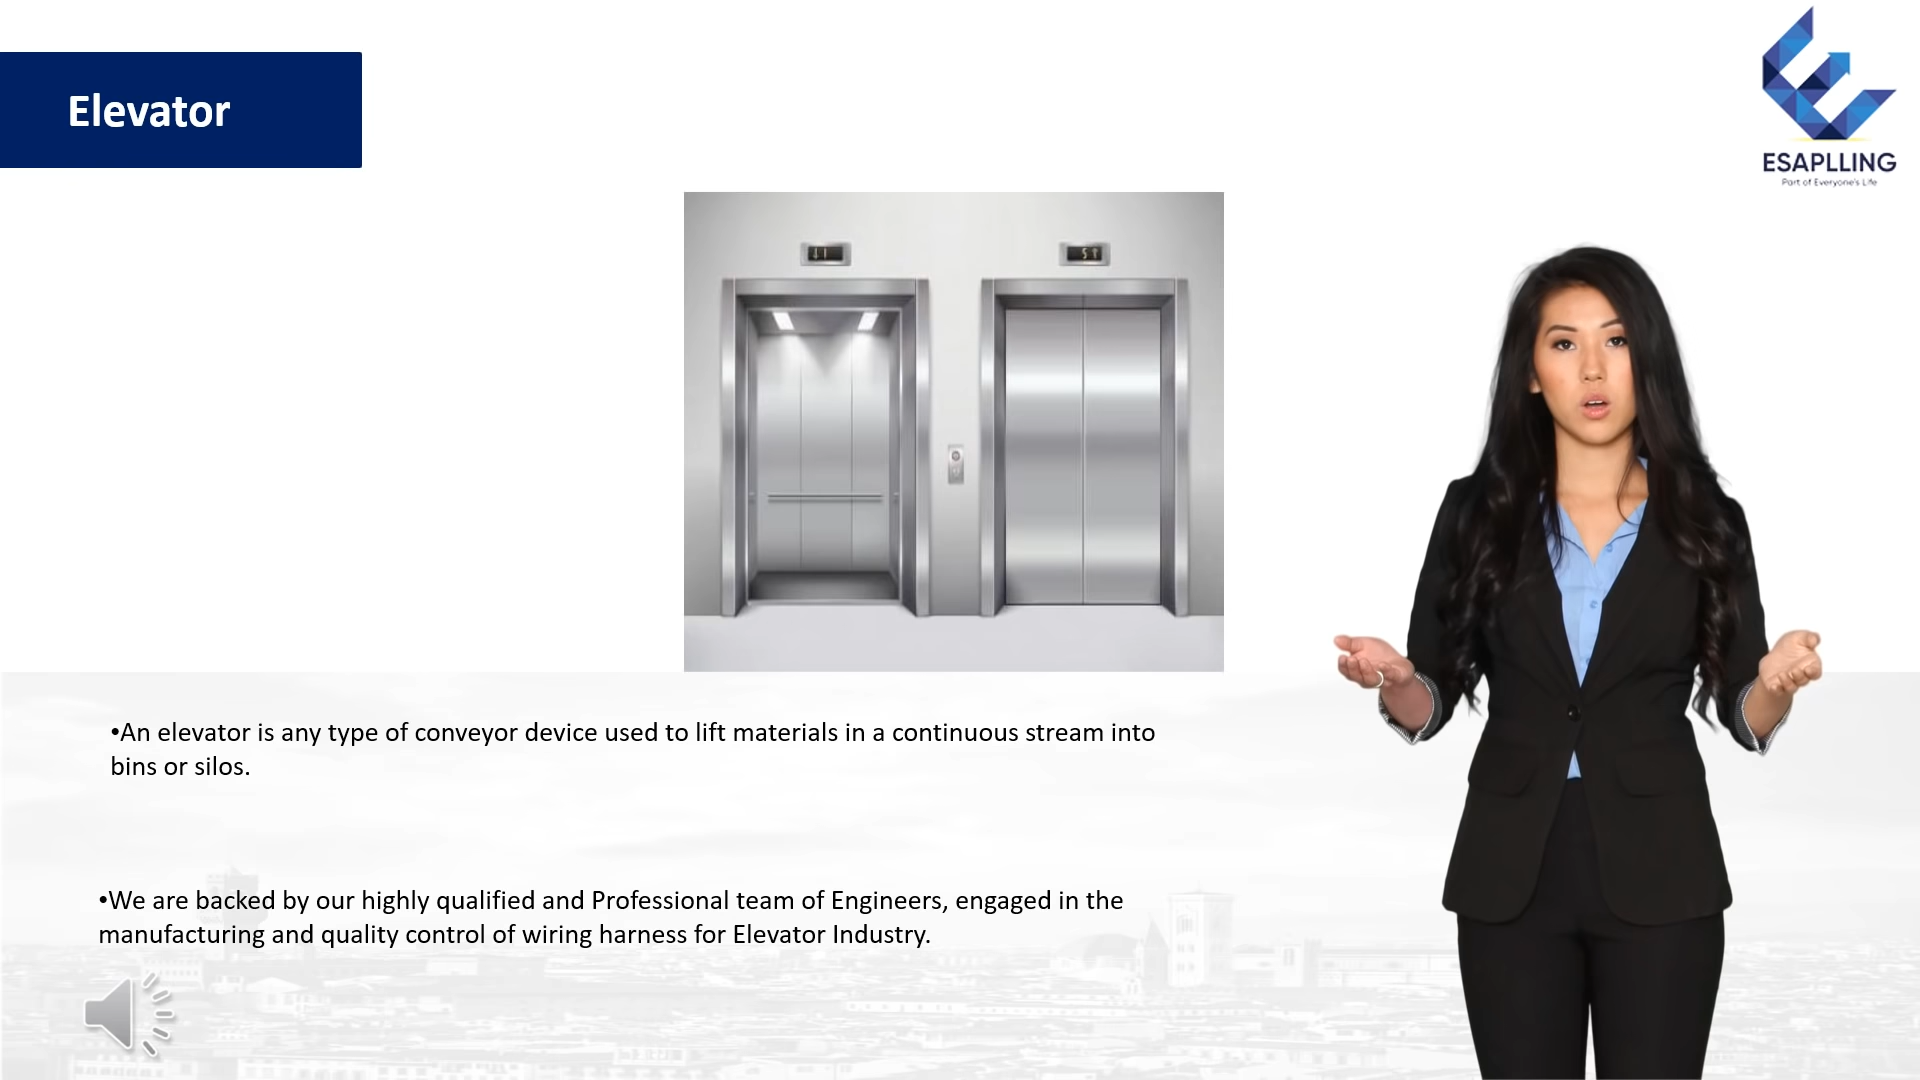 Elevator
ESAPLLING
Part of Everyone's Life
•An elevator is any type of conveyor device used to lift materials in a continuous stream into
bins or silos.
•We are backed by our highly qualified and Professional team of Engineers, engaged in the
manufacturing and quality control of wiring harness for Elevator Industry.